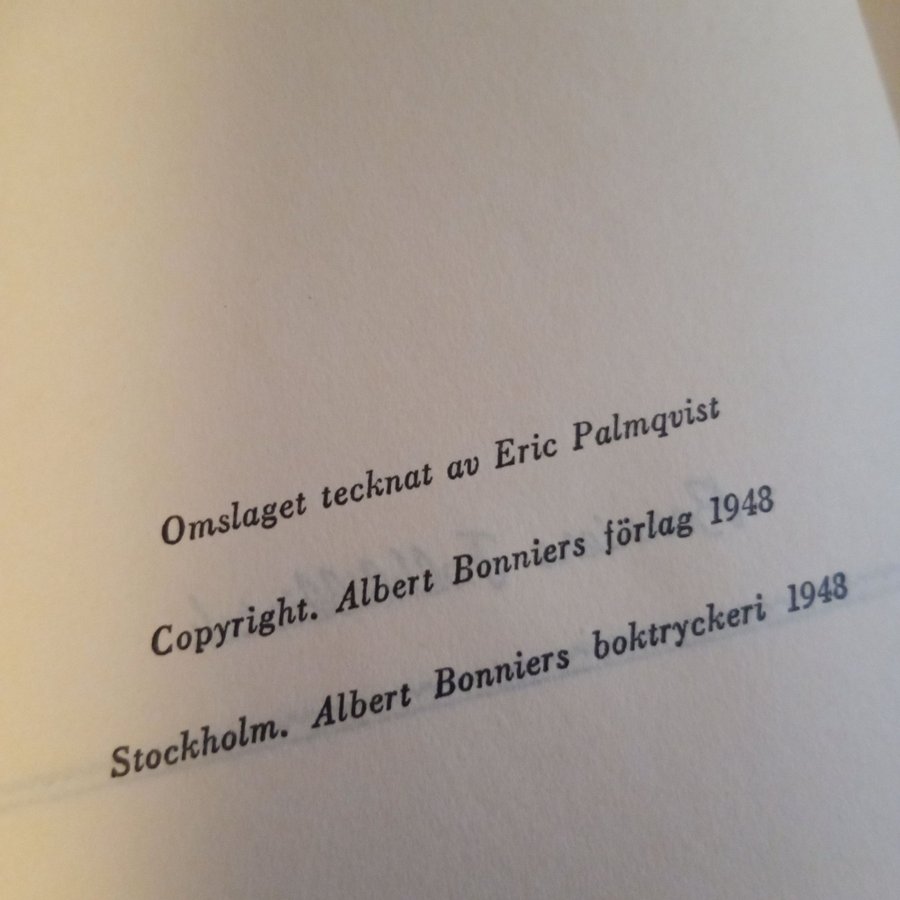 Omslaget tecknat av Eric Palmqvist
Copyright. Albert Bonniers förlag 1948
Stockholm. Albert Bonniers boktryckeri 1948